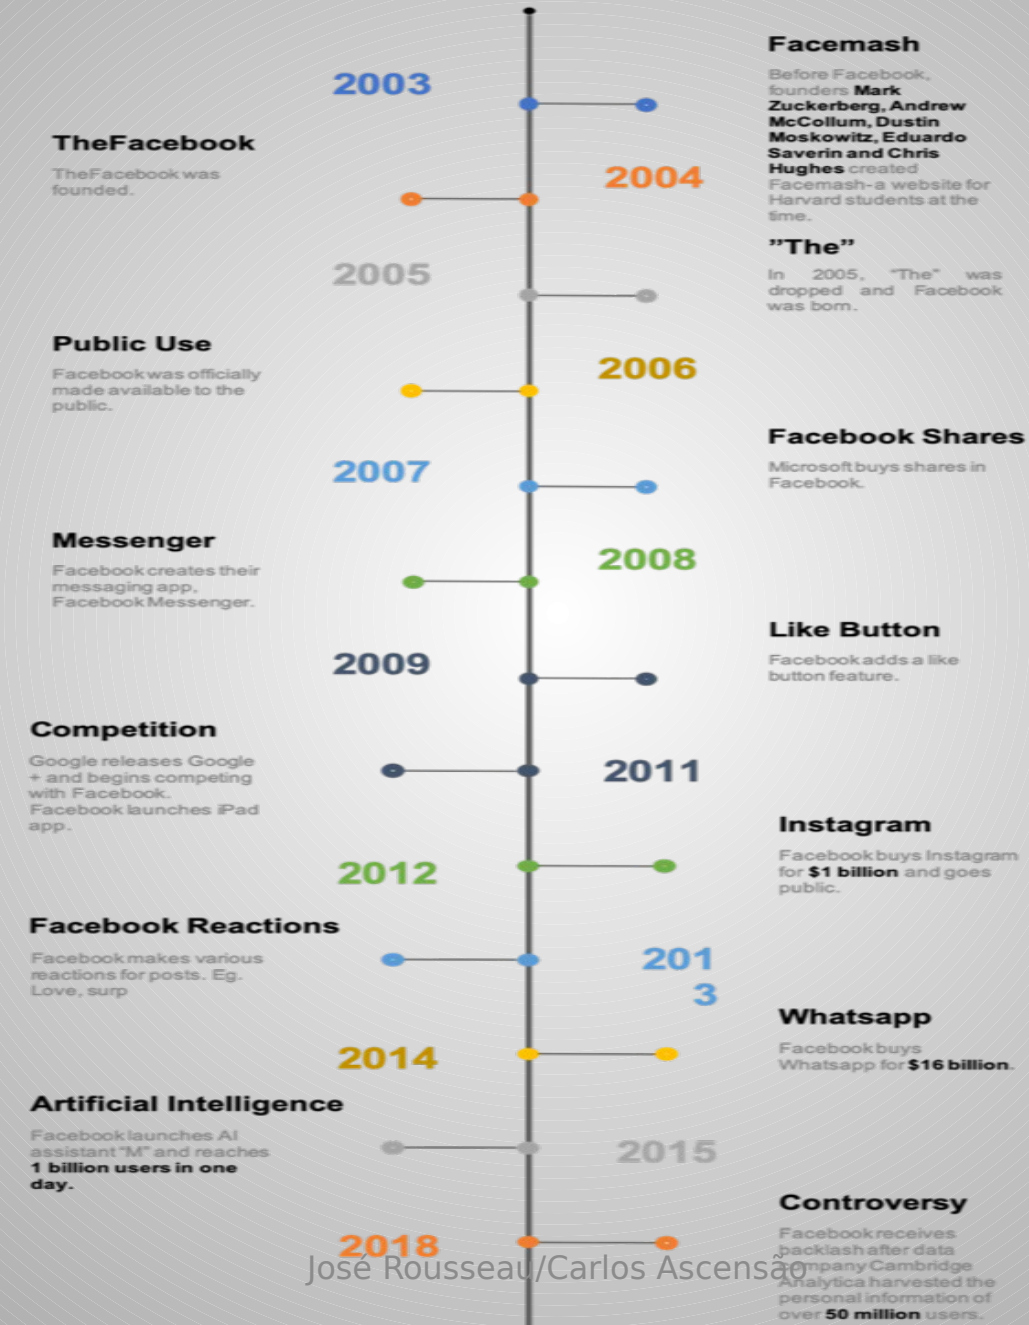 2003
Facemash
Before Facebook,
founders Mark
Zuckerberg, Andrew
McCollum, Dustin
Moskowitz, Eduardo
Saverin and Chris
Hughes created
Facemash- a website for
Harvard students at the
time.
TheFacebook
TheFacebook was
founded.
2004
2005
”The”
In 2005, “The” was
dropped and Facebook
was born.
Public Use
Facebook was officially
made available to the
public.
2006
2007
Facebook Shares
Microsoft buys shares in
Facebook.
Messenger
Facebook creates their
messaging app,
Facebook Messenger.
2008
2009
Like Button
Facebook adds a like
button feature.
Competition
Google releases Google
+ and begins competing
with Facebook.
Facebook launches iPad
app.
2011
2012
Instagram
Facebook buys Instagram
for $1 billion and goes
public.
Facebook Reactions
Facebook makes various
reactions for posts. Eg.
Love, surp
201
3
2014
Whatsapp
Facebook buys
Whatsapp for $16 billion.
Artificial Intelligence
Facebook launches AI
assistant “M” and reaches
1 billion users in one
day.
2015
2018
Controversy
Facebook receives
backlash after data
company Cambridge
Analytica harvested the
personal information of
over 50 million users.
José Rousseau/Carlos Ascensão